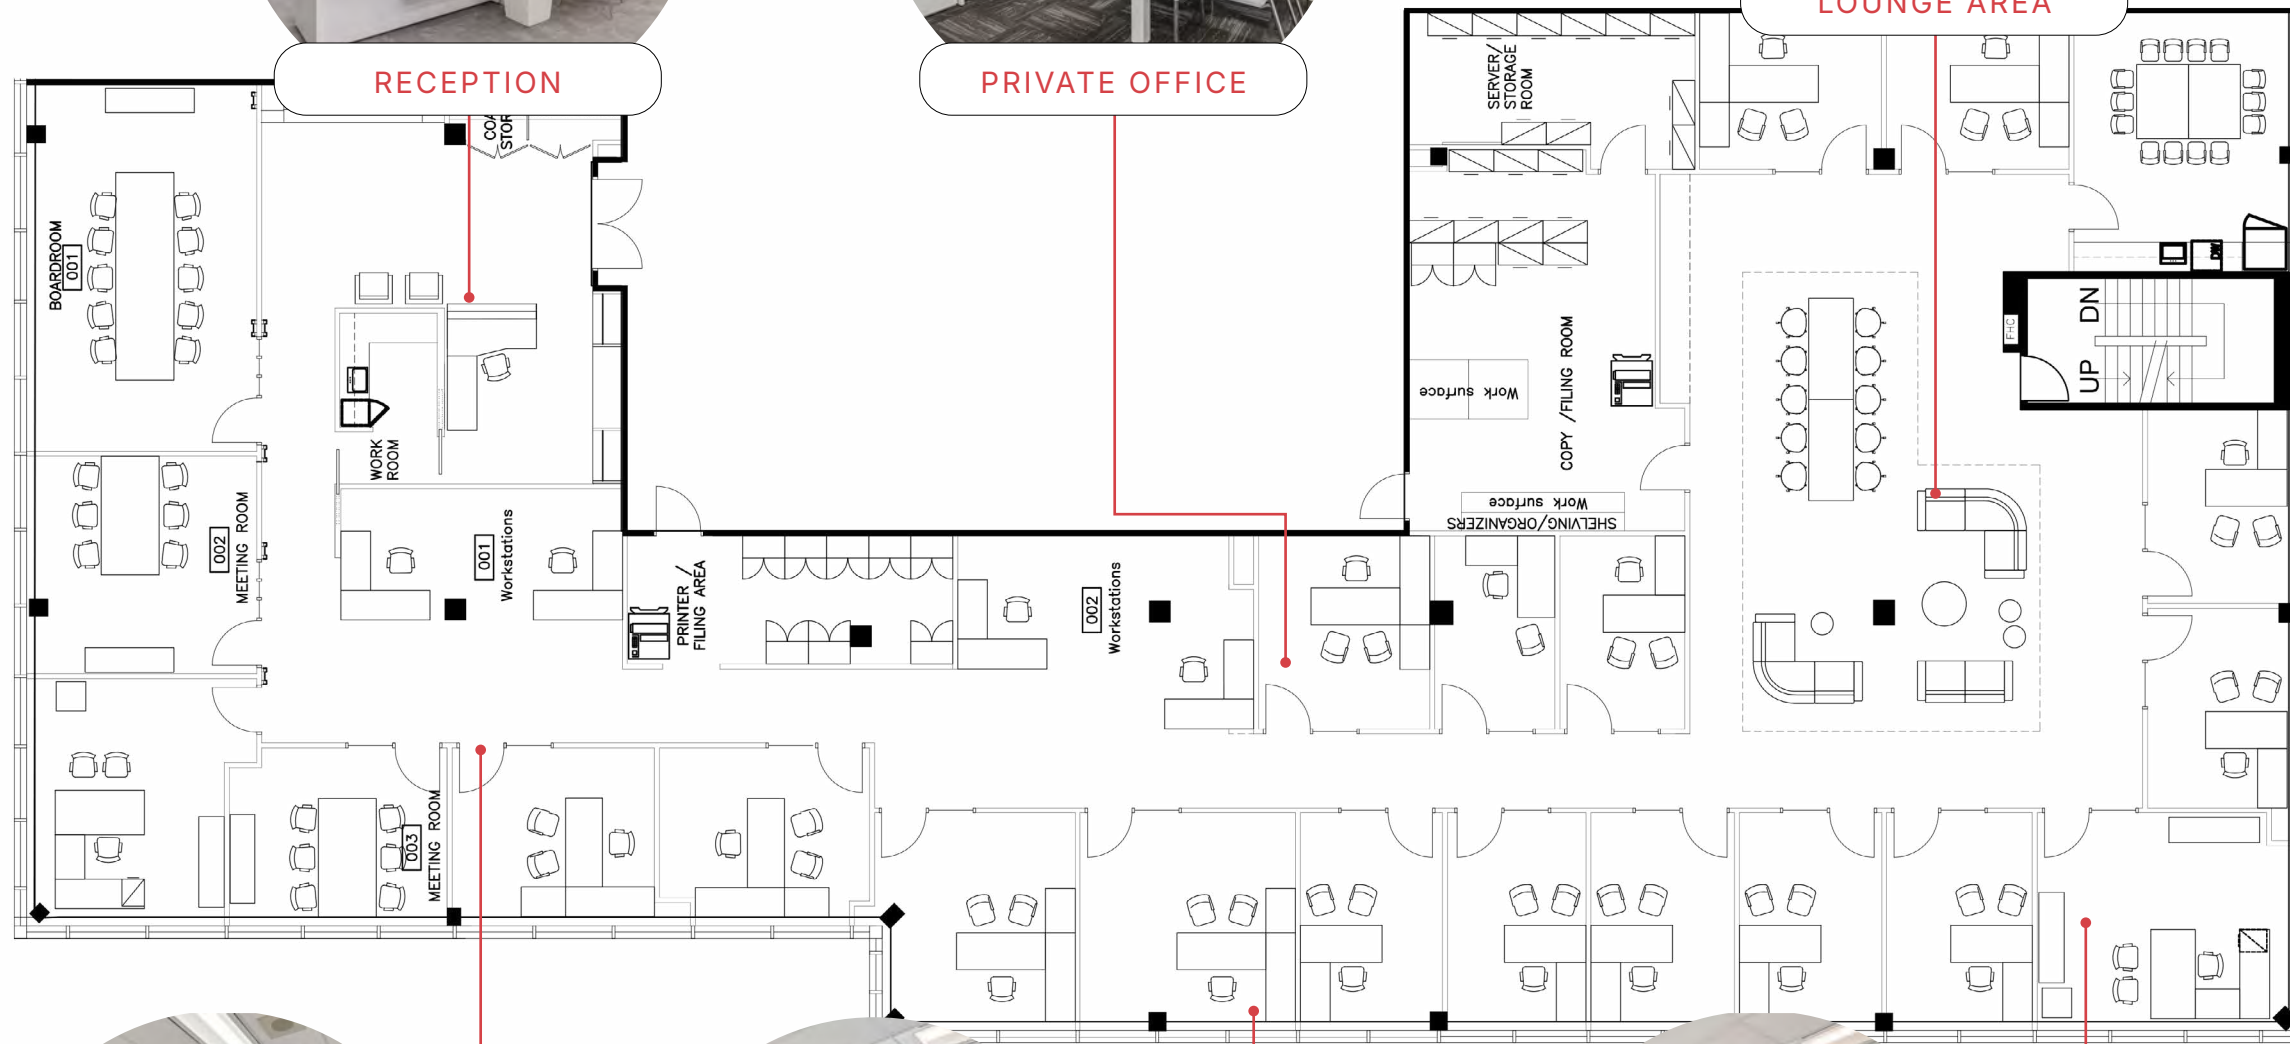 LOUNGE AREA
RECEPTION
PRIVATE OFFICE
SERVER/
STORAGE
ROOM
BOARDROOM
001
WORK
ROOM
COPY /FILING ROOM
Work surface
Work surface
SHELVING/ORGANIZERS
FHC
UP DN
DW
002
MEETING ROOM
001
Workstations
PRINTER /
FILING AREA
002
Workstations
003
MEETING ROOM